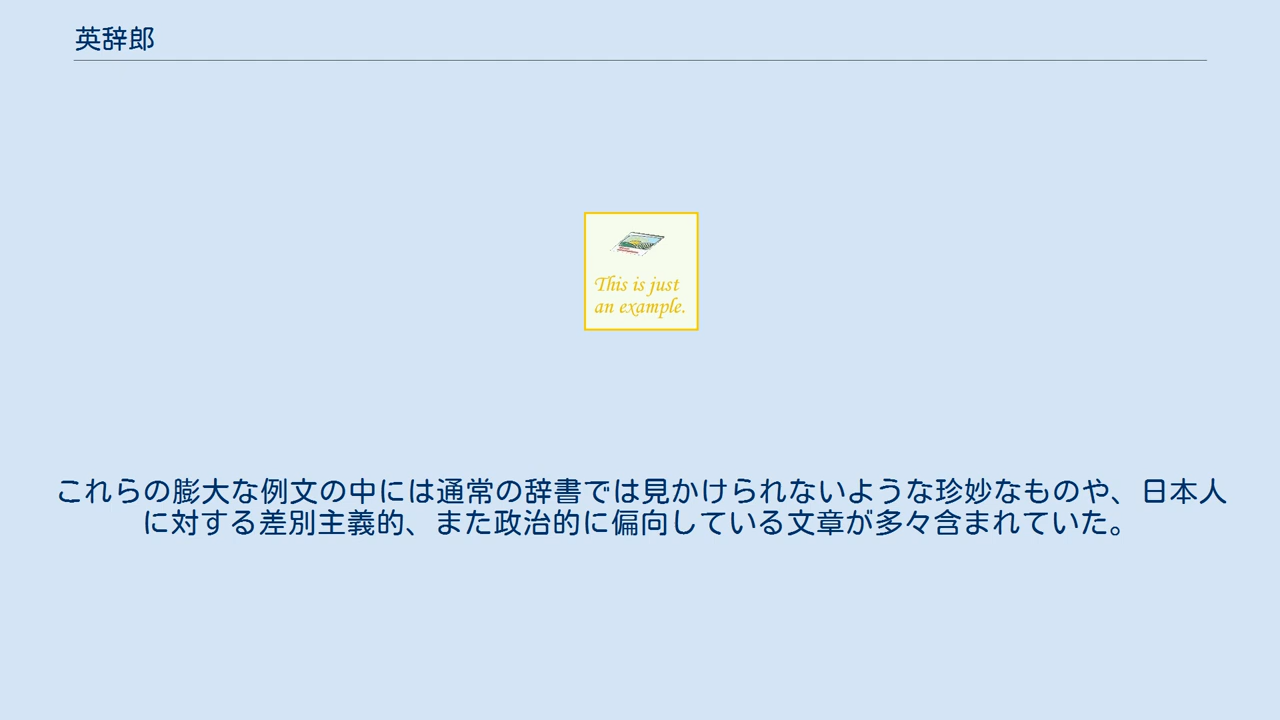 英辞郎
This is just
an example.
これらの膨大な例文の中には通常の辞書では見かけられないような珍妙なものや、日本人
に対する差別主義的、また政治的に偏向している文章が多々含まれていた。